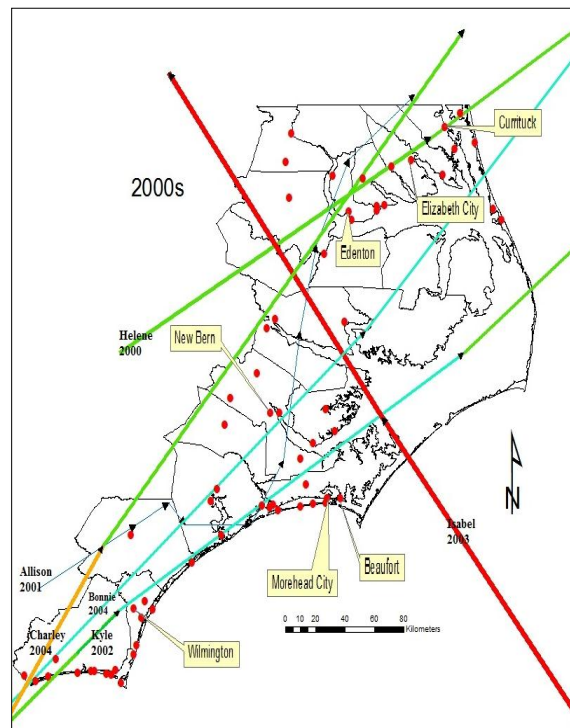 2000s
Currituck
Elizabeth City
Edenton
Helene
2000
New Bern
N
Isabel
2003
Beaufort
Morehead City
Allison
2001
Bonnie
2004
Charley
2004
Kyle
2002
Wilmington
0 10 20 40 60 80
Kilometers